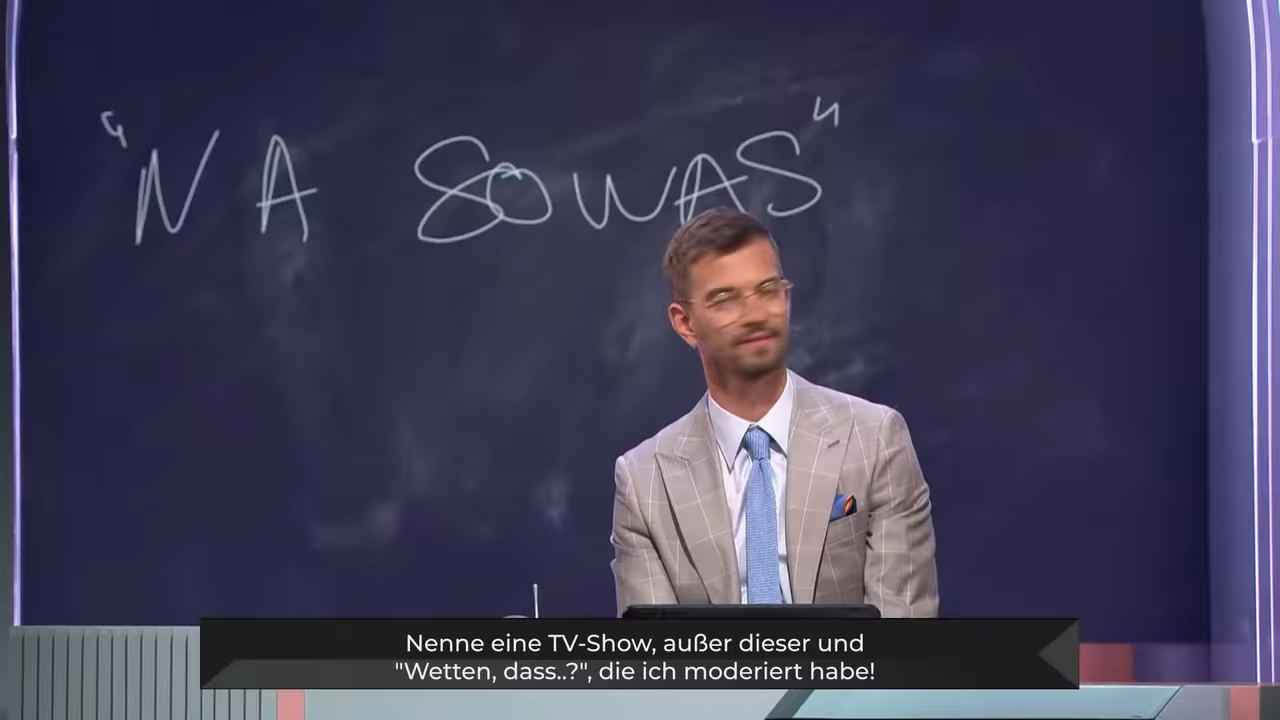 "NA SOWAS"
Nenne eine TV-Show, außer dieser und
"Wetten, dass..?", die ich moderiert habe!